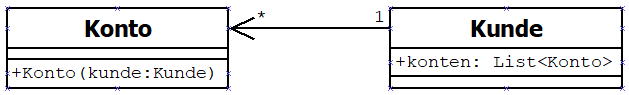 Konto
+Konto(kunde:Kunde)
* 1
Kunde
+konten: List<Konto>